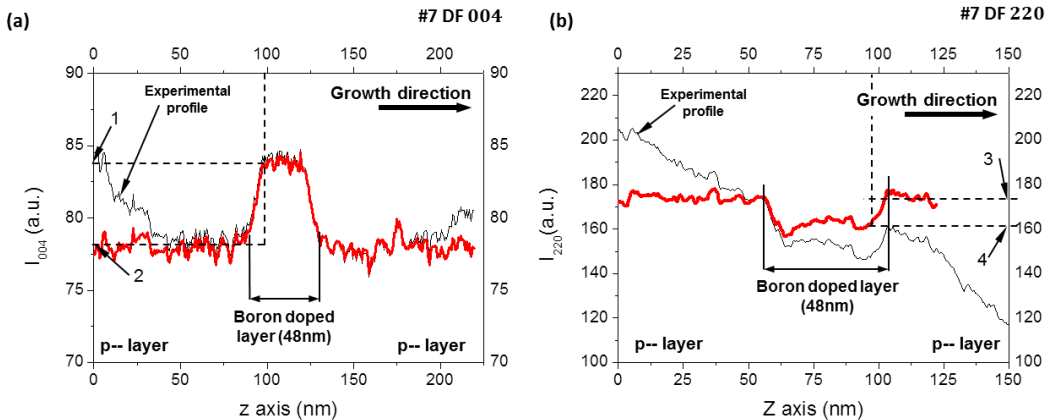 (a)
#7 DF 004
0 50 100 150 200
90 90
85 85
80 80
75 75
70 70
I004 (a.u.)
1
Experimental
profile
Growth direction
2
Boron doped
layer (48nm)
p-- layer
p-- layer
0 25 50 75 100 125 150 175 200
z axis (nm)
(b)
#7 DF 220
0 25 50 75 100 125 150
220 220
200 200
180 180
160 160
140 140
120 120
100 100
I220 (a.u.)
Experimental
profile
Growth direction
3
4
Boron doped layer
(48nm)
p-- layer
p-- layer
0 25 50 75 100 125 150
Z axis (nm)